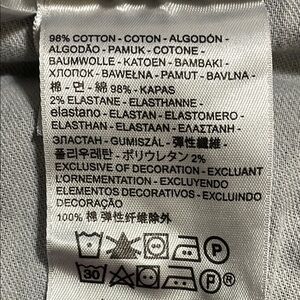 98% COTTON - COTON - ALGODÓN -
ALGODÃO - PAMUK - COTONE -
BAUMWOLLE - KATOEN - BAMBAKI -
ХЛОПОК - BAWEŁNA - PAMUT - BAVLNA -
棉 - 면 - 綿 98% - KAPAS
2% ELASTANE - ELASTHANNE -
elastano - ELASTAN - ELASTOMERO -
ELASTHAN - ELASTAAN - ΕΛΑΣΤΑΝΗ -
ЭЛАСТАН - GUMISZÁL - 彈性纖維 -
폴리우레탄 - ポリウレタン 2%
EXCLUSIVE OF DECORATION - EXCLUANT
L'ORNEMENTATION - EXCLUYENDO
ELEMENTOS DECORATIVOS - EXCLUINDO
DECORAÇÃO
100% 棉 弹性纤维除外
P
30 P ®